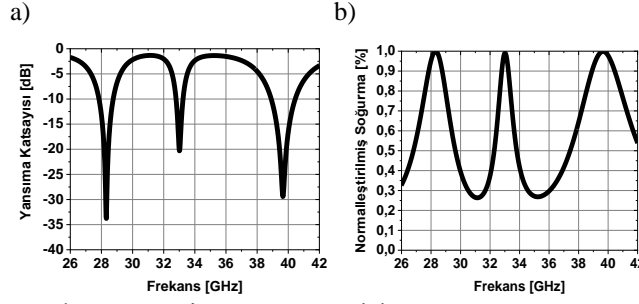 a)
b)
0
-5
-10
-15
-20
-25
-30
-35
-40
Yansıma Katsayısı [dB]
26 28 30 32 34 36 38 40 42
Frekans [GHz]
1,0
0,9
0,8
0,7
0,6
0,5
0,4
0,3
0,2
0,1
0,0
Normalleştirilmiş Soğurma [%]
26 28 30 32 34 36 38 40 42
Frekans [GHz]